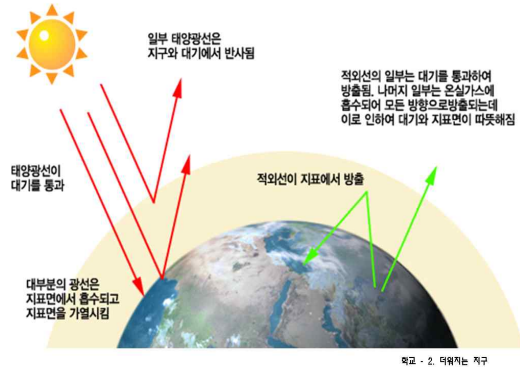 일부 태양광선은
지구와 대기에서 반사됨
적외선의 일부는 대기를 통과하여
방출됨, 나머지 일부는 온실가스에
흡수되어 모든 방향으로방출되는데
이로 인하여 대기와 지표면이 따뜻해짐
태양광선이
대기를 통과
적외선이 지표에서 방출
대부분의 광선은
지표면에서 흡수되고
지표면을 가열시킴
학교 - 2. 더워지는 지구